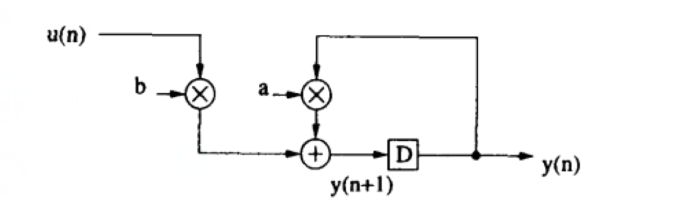 u(n)
b
a
D
y(n)
y(n+1)